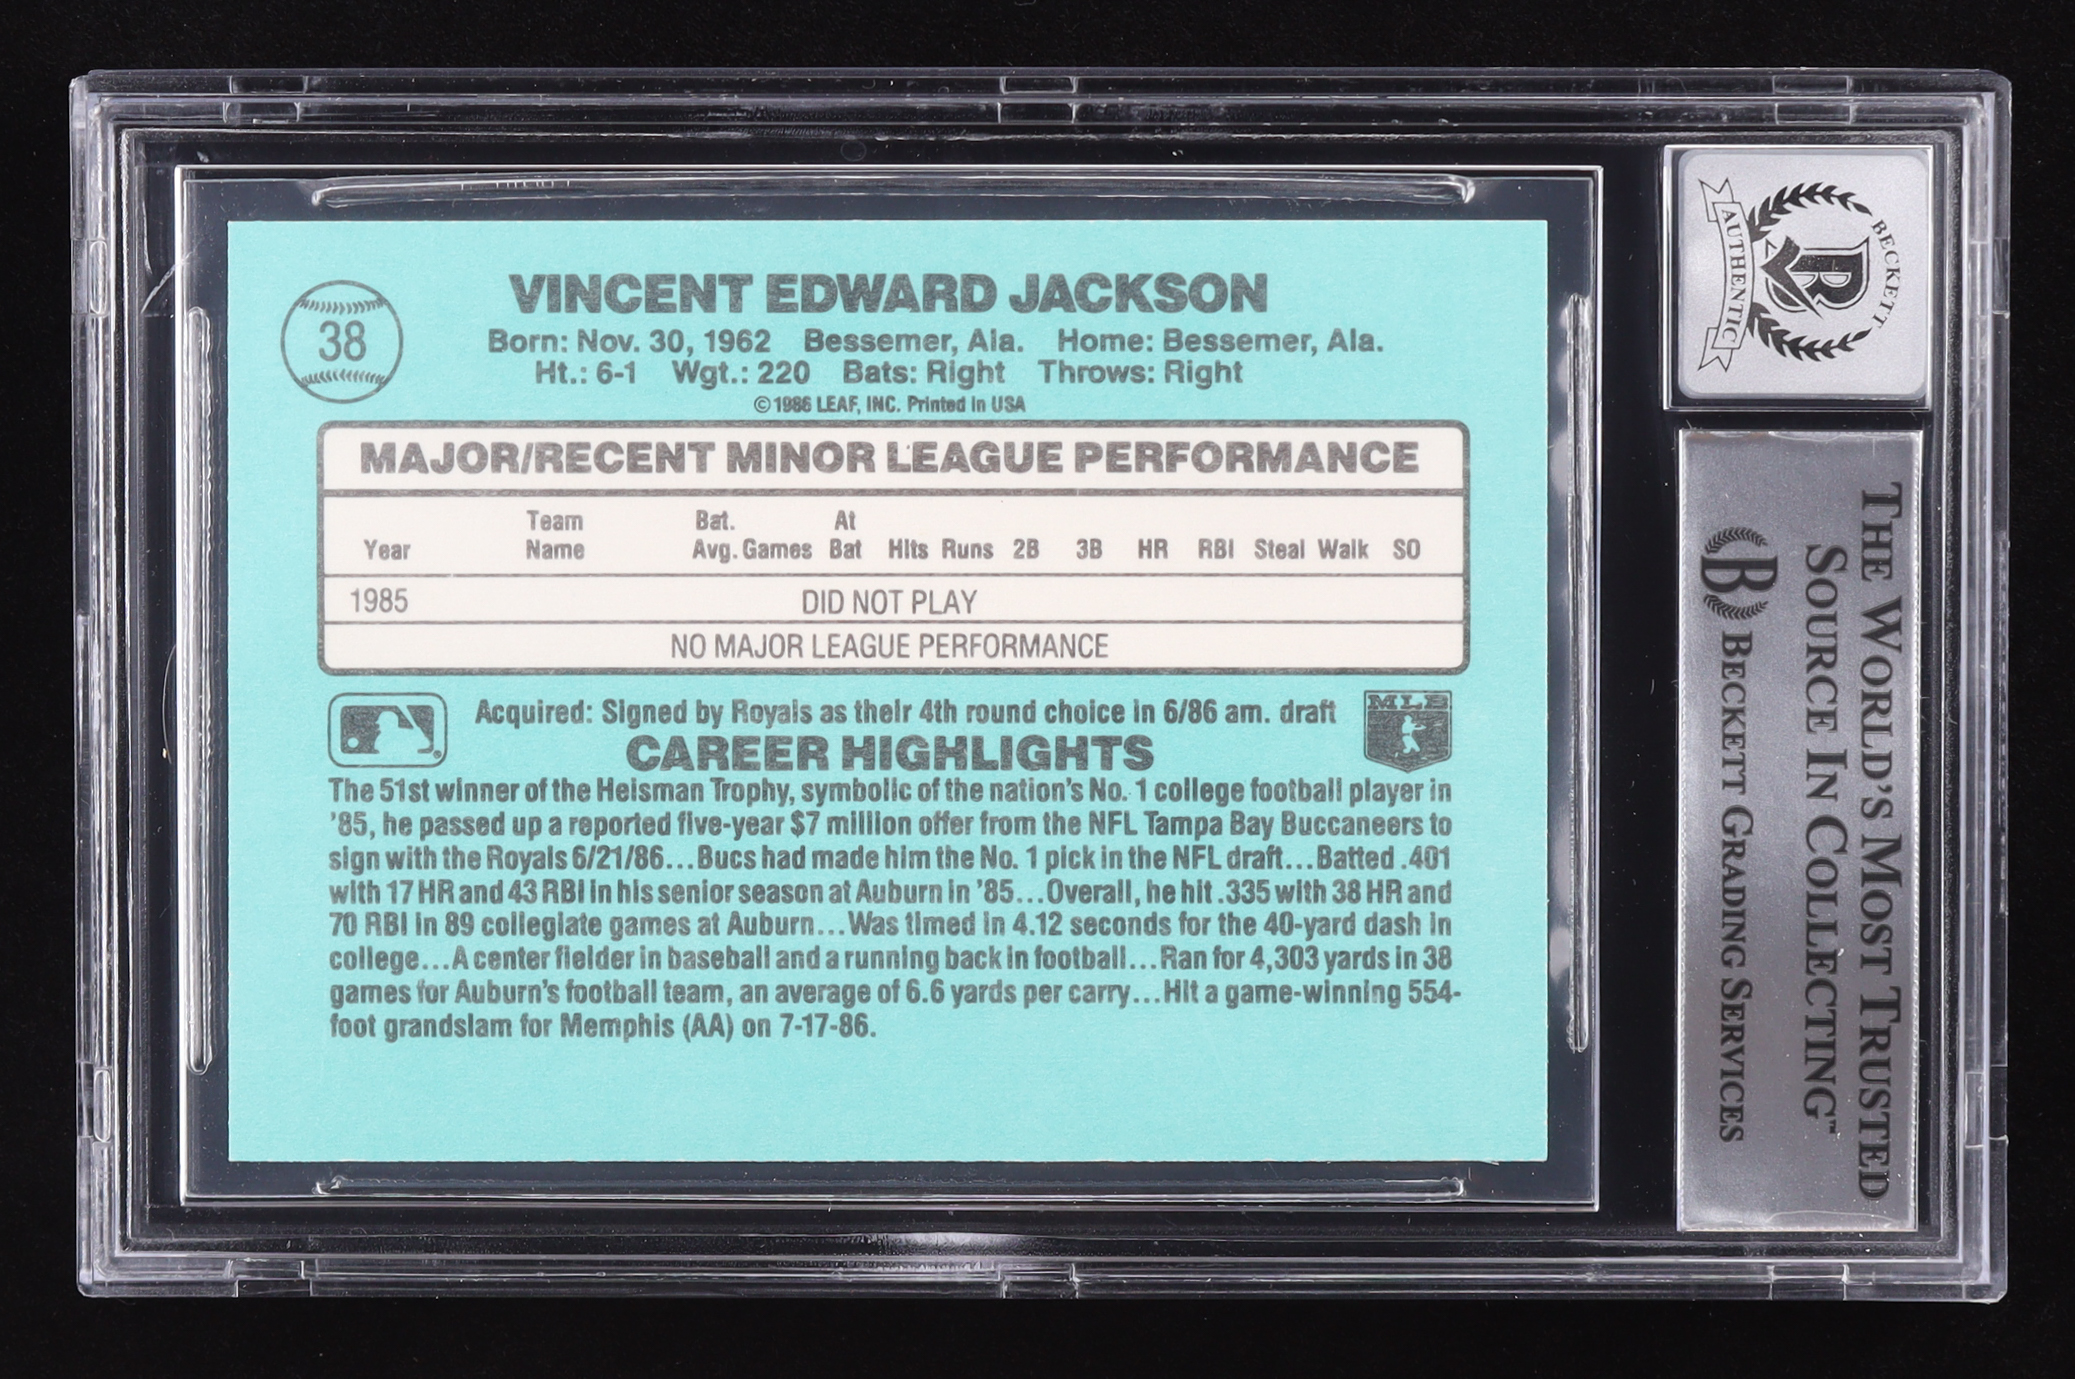 38
VINCENT EDWARD JACKSON
Born: Nov. 30, 1962 Bessemer, Ala. Home: Bessemer, Ala.
Ht.: 6-1 Wgt.: 220 Bats: Right Throws: Right
©1986 LEAF, INC. Printed in USA
MAJOR/RECENT MINOR LEAGUE PERFORMANCE
Team Bat. At
Year Name Avg. Games Bat Hits Runs 2B 3B HR RBI Steal Walk SO
1985 DID NOT PLAY
NO MAJOR LEAGUE PERFORMANCE
Acquired: Signed by Royals as their 4th round choice in 6/86 am. draft
MLB
CAREER HIGHLIGHTS
The 51st winner of the Heisman Trophy, symbolic of the nation's No. 1 college football player in
'85, he passed up a reported five-year $7 million offer from the NFL Tampa Bay Buccaneers to
sign with the Royals 6/21/86...Bucs had made him the No. 1 pick in the NFL draft...Batted .401
with 17 HR and 43 RBI in his senior season at Auburn in '85...Overall, he hit .335 with 38 HR and
70 RBI in 89 collegiate games at Auburn...Was timed in 4.12 seconds for the 40-yard dash in
college...A center fielder in baseball and a running back in football...Ran for 4,303 yards in 38
games for Auburn's football team, an average of 6.6 yards per carry...Hit a game-winning 554-
foot grandslam for Memphis (AA) on 7-17-86.
BECKETT
AUTHENTIC
THE WORLD'S MOST TRUSTED
SOURCE IN COLLECTING™
B BECKETT GRADING SERVICES